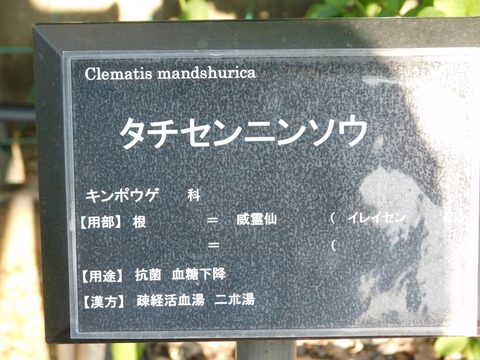 Clematis mandshurica
タチセンニンソウ
キンポウゲ 科
【用部】 根 = 威霊仙 ( イレイセン
= (
【用途】 抗菌 血糖下降
【漢方】 疎経活血湯 二朮湯